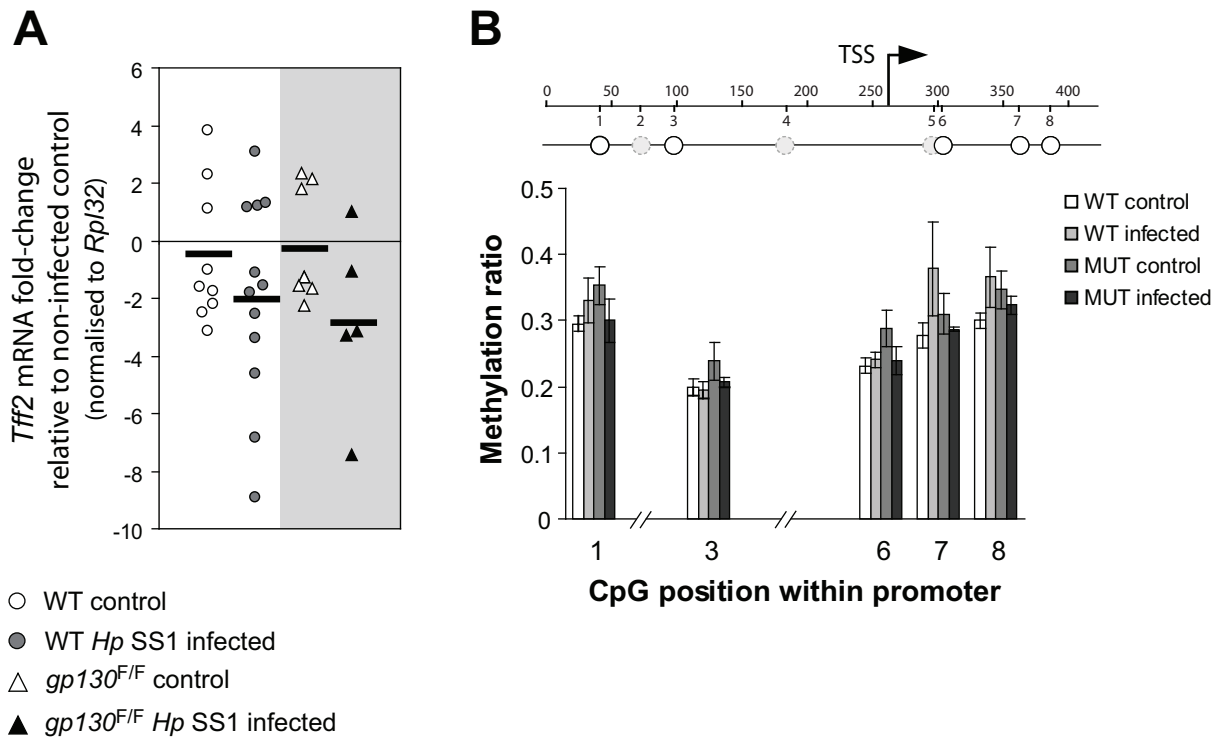 A
6
4
2
0
-2
-4
-6
-8
-10
Tff2 mRNA fold-change
relative to non-infected control
(normalised to Rpl32)
WT control
WT Hp SS1 infected
gp130F/F control
gp130F/F Hp SS1 infected
B
TSS
0 50 100 150 200 250 300 350 400
1 2 3 4 5 6 7 8
0.5
0.4
0.3
0.2
0.1
0
Methylation ratio
WT control
WT infected
MUT control
MUT infected
1 3 6 7 8
CpG position within promoter